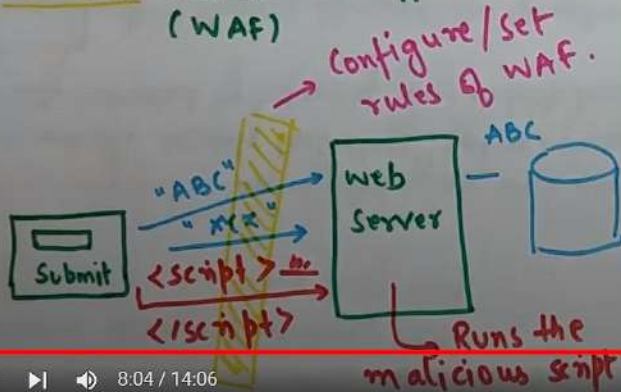 (WAF)
Configure/set
rules of WAF.
ABC
"ABC"
web
server
Submit
<script>
</script>
Runs the
malicious script
8:04 / 14:06